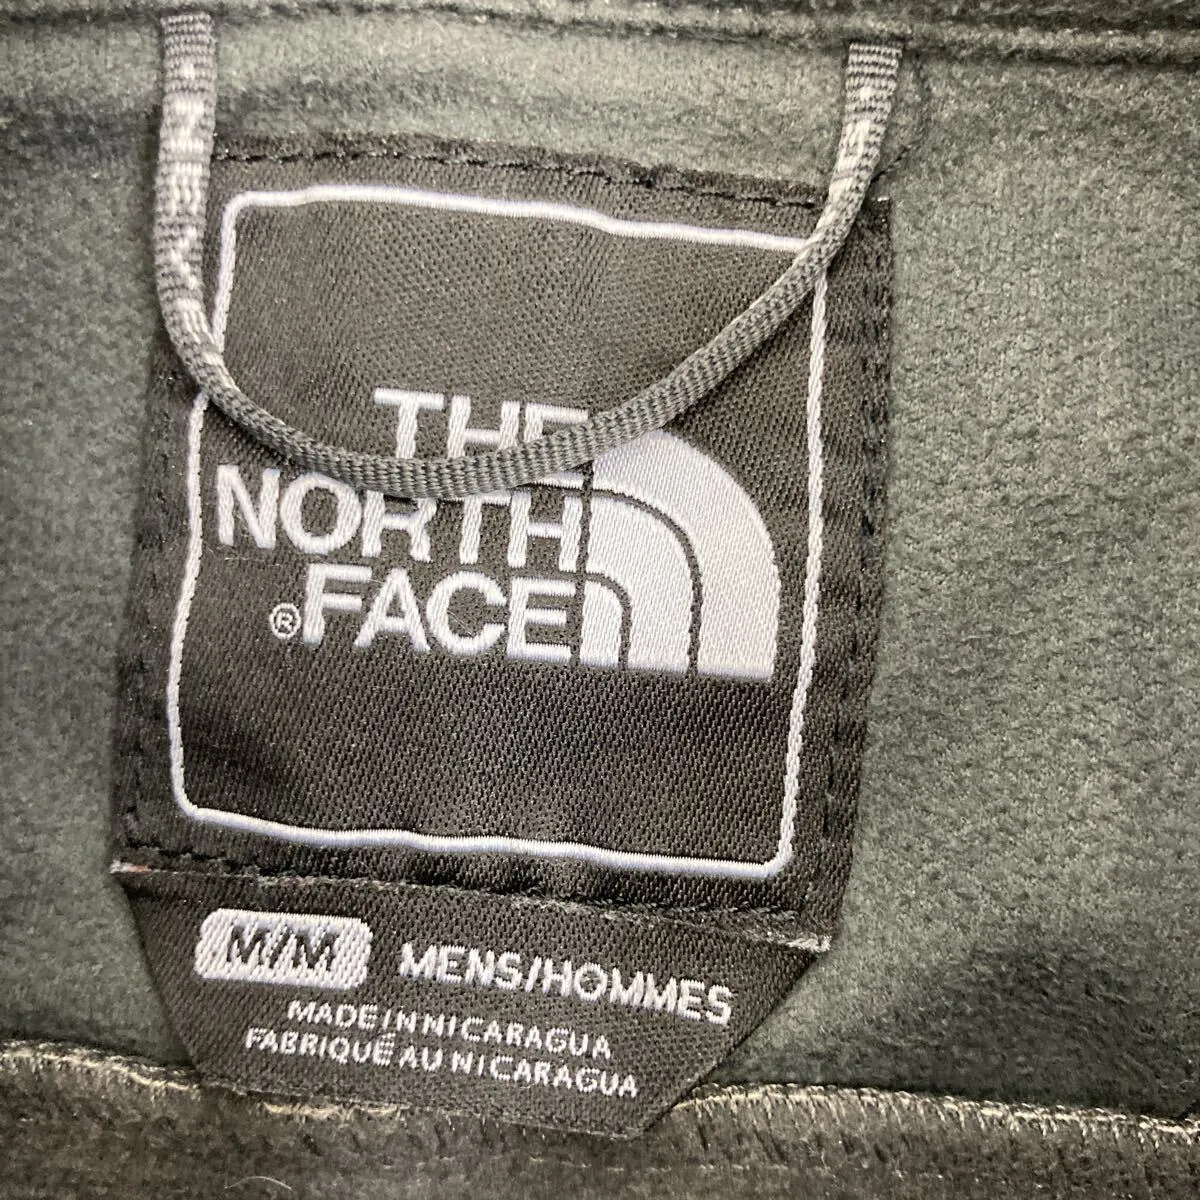 THE
NORTH
®FACE
M/M MENS/HOMMES
MADE IN NICARAGUA
FABRIQUÉ AU NICARAGUA